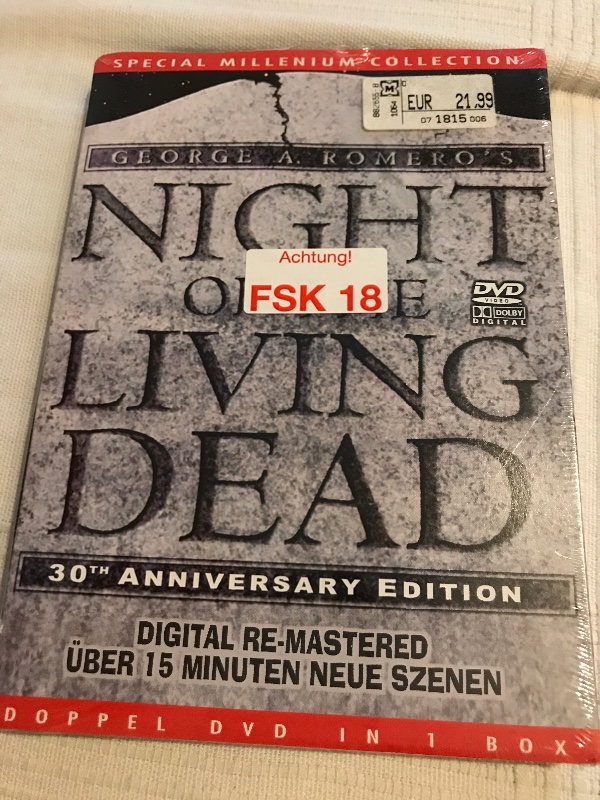 SPECIAL MILLENIUM COLLECTION
EUR 21,99
07 1815 006
1064
GEORGE A. ROMERO'S
NIGHT
Achtung!
FSK 18
DVD
VIDEO
DOLBY
DIGITAL
LIVING
DEAD
30TH ANNIVERSARY EDITION
DIGITAL RE-MASTERED
ÜBER 15 MINUTEN NEUE SZENEN
DOPPEL DVD IN 1 BOX